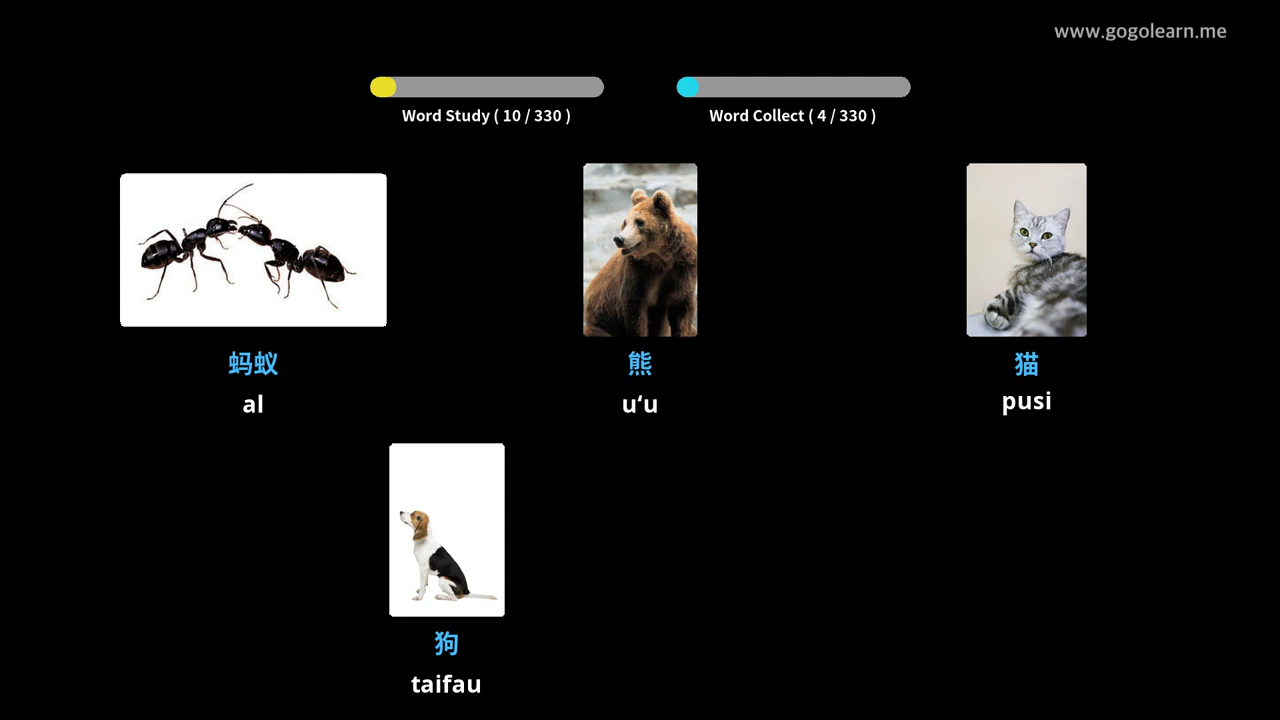 www.gogolearn.me
Word Study ( 10 / 330 )
Word Collect ( 4 / 330 )
蚂蚁
al
熊
uʻu
猫
pusi
狗
taifau